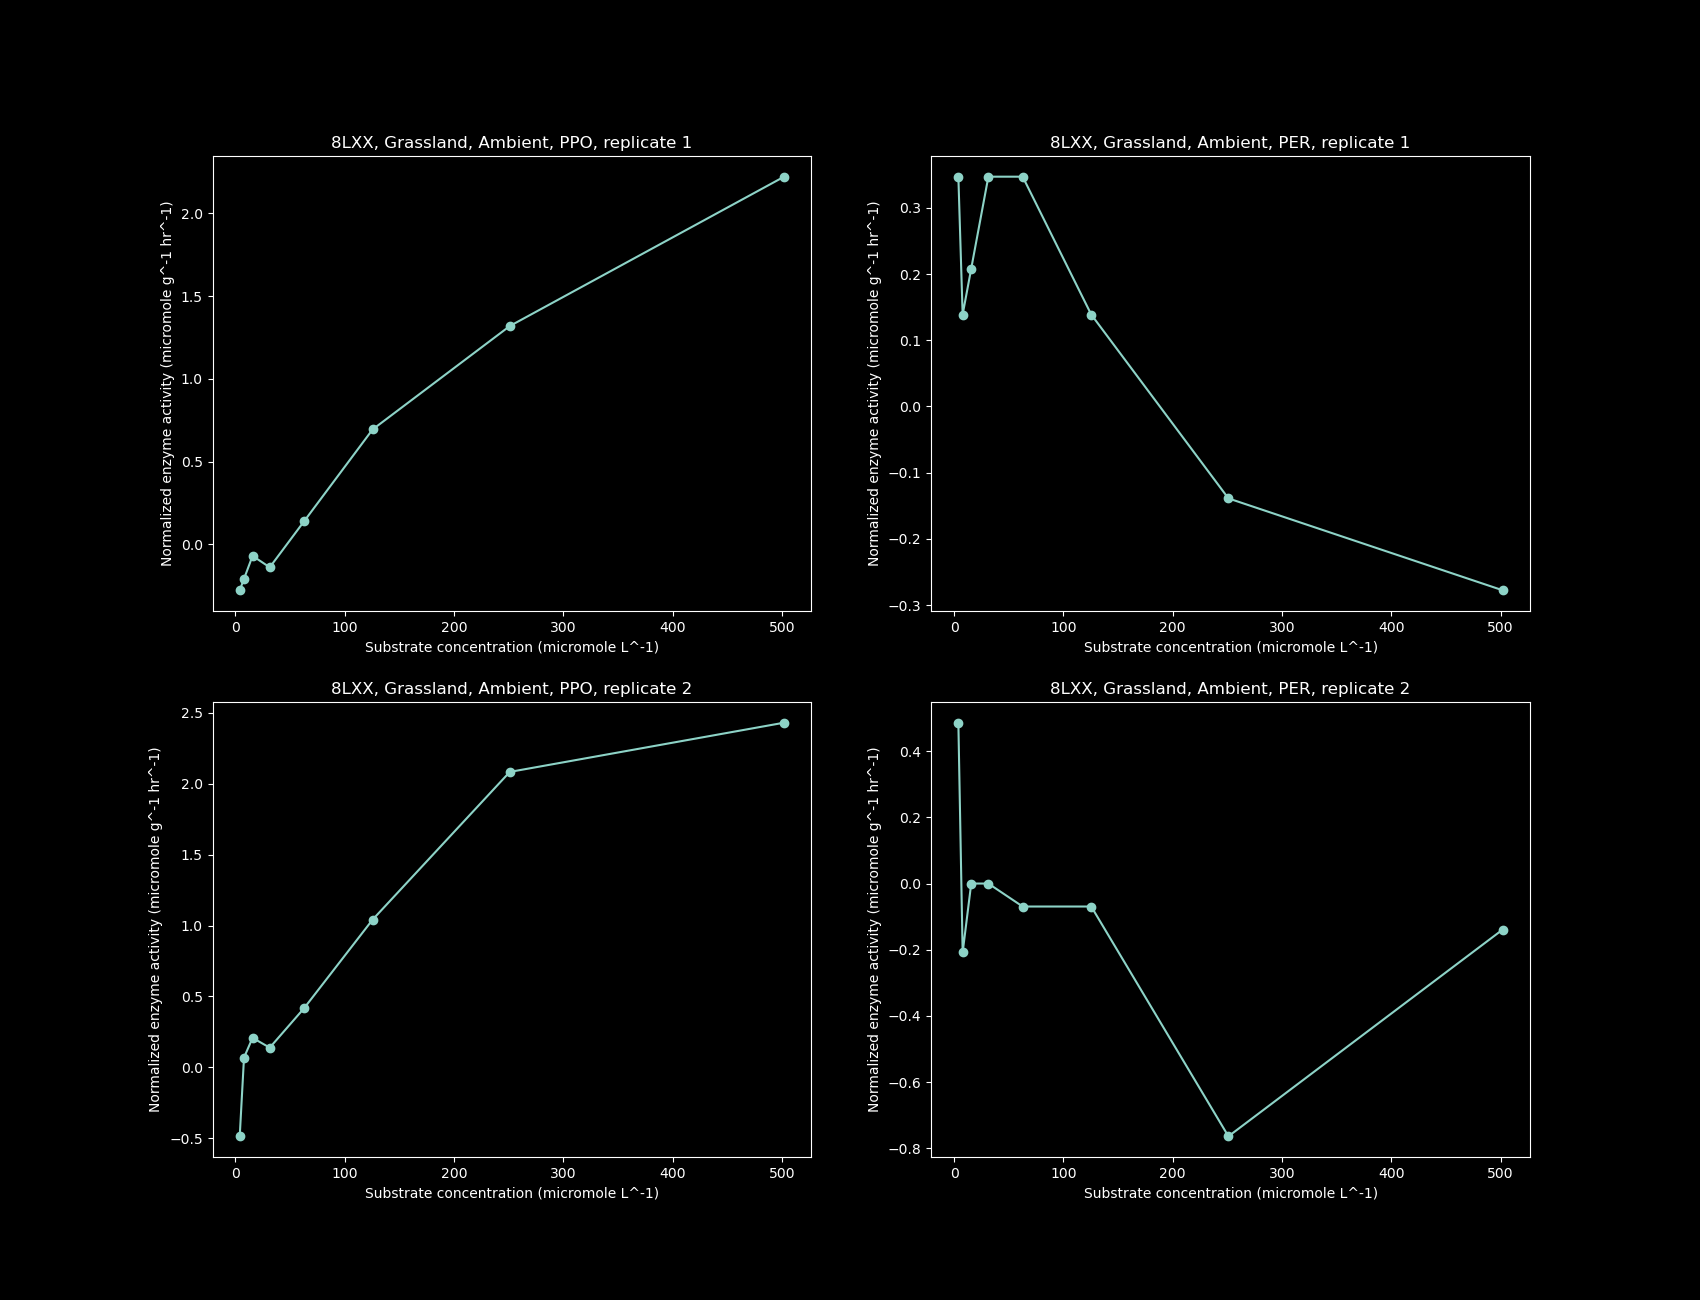 8LXX, Grassland, Ambient, PPO, replicate 1
Normalized enzyme activity (micromole g^-1 hr^-1)
2.0
1.5
1.0
0.5
0.0
0 100 200 300 400 500
Substrate concentration (micromole L^-1)
8LXX, Grassland, Ambient, PER, replicate 1
Normalized enzyme activity (micromole g^-1 hr^-1)
0.3
0.2
0.1
0.0
−0.1
−0.2
−0.3
0 100 200 300 400 500
Substrate concentration (micromole L^-1)
8LXX, Grassland, Ambient, PPO, replicate 2
Normalized enzyme activity (micromole g^-1 hr^-1)
2.5
2.0
1.5
1.0
0.5
0.0
−0.5
0 100 200 300 400 500
Substrate concentration (micromole L^-1)
8LXX, Grassland, Ambient, PER, replicate 2
Normalized enzyme activity (micromole g^-1 hr^-1)
0.4
0.2
0.0
−0.2
−0.4
−0.6
−0.8
0 100 200 300 400 500
Substrate concentration (micromole L^-1)